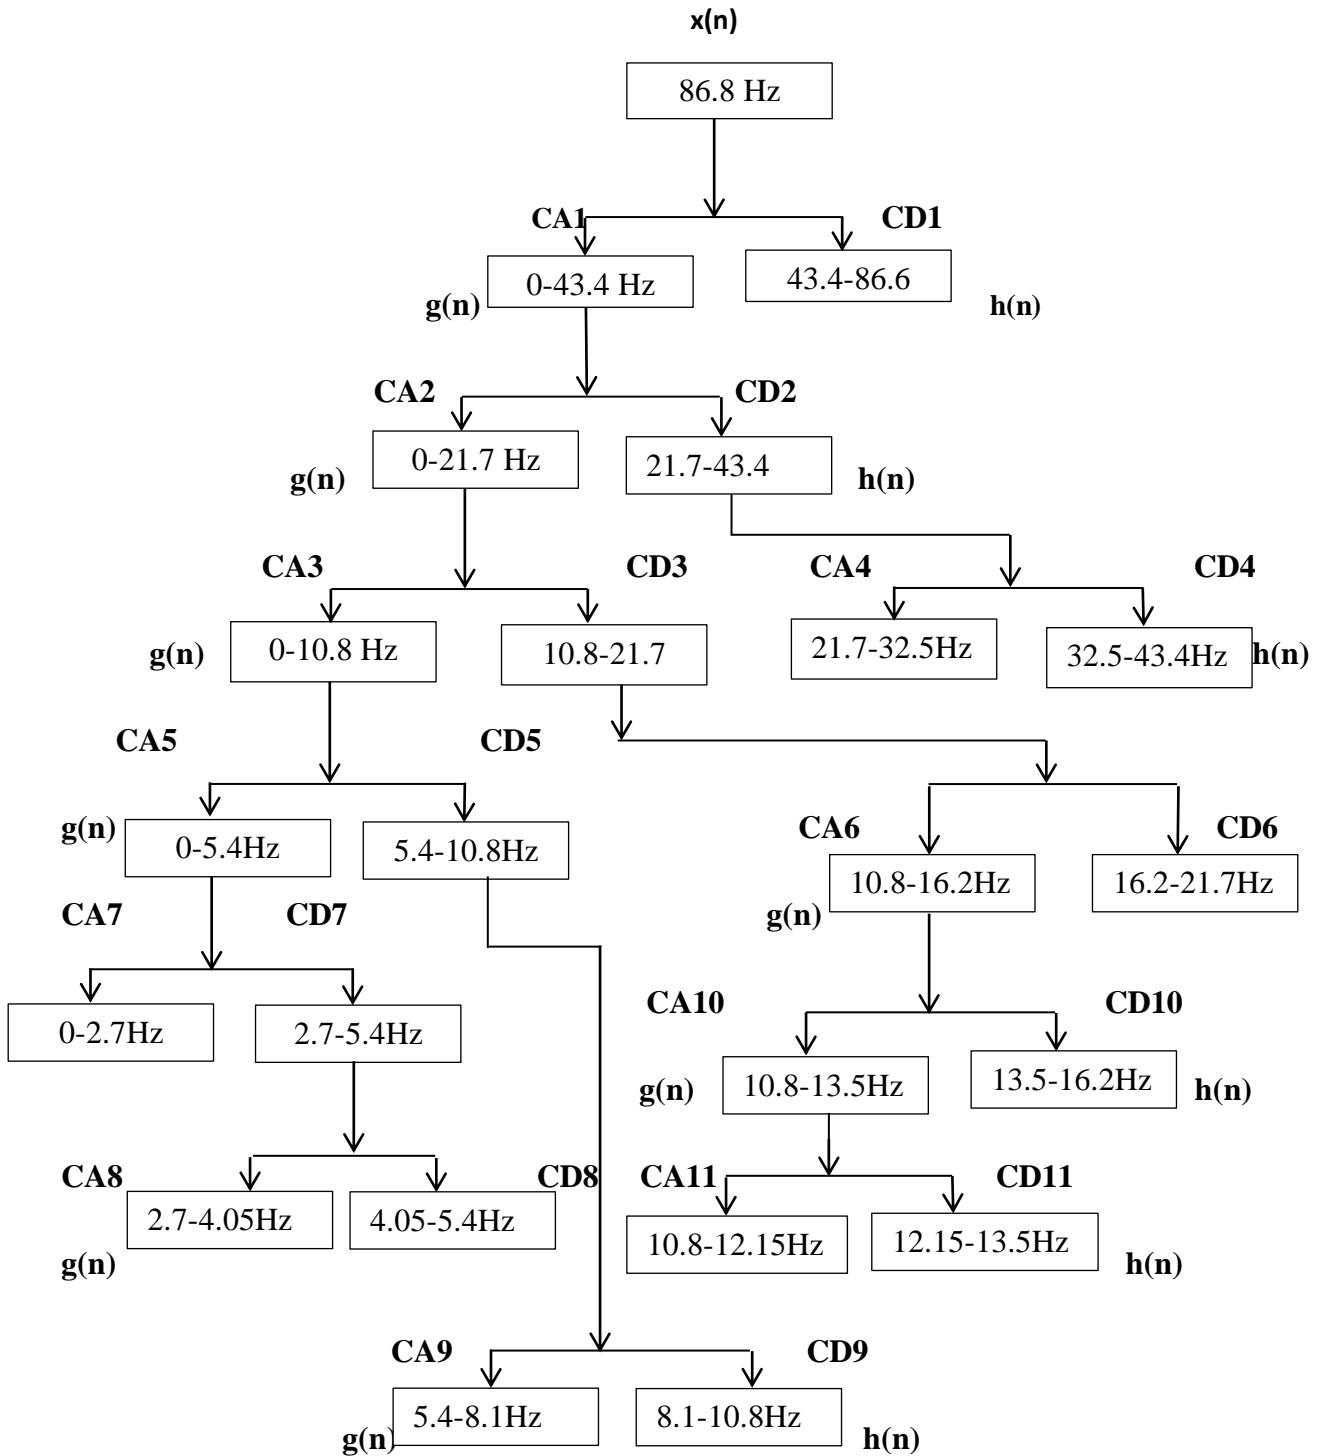 x(n)
86.8 Hz
CA1
CD1
0-43.4 Hz
43.4-86.6
g(n)
h(n)
CA2
CD2
0-21.7 Hz
21.7-43.4
g(n)
h(n)
CA3
CD3
CA4
CD4
g(n)
0-10.8 Hz
10.8-21.7
21.7-32.5Hz
32.5-43.4Hz
h(n)
CA5
CD5
g(n)
0-5.4Hz
5.4-10.8Hz
CA6
CD6
10.8-16.2Hz
16.2-21.7Hz
g(n)
CA7
CD7
0-2.7Hz
2.7-5.4Hz
CA10
CD10
g(n)
10.8-13.5Hz
13.5-16.2Hz
h(n)
CA8
CD8
2.7-4.05Hz
4.05-5.4Hz
g(n)
CA11
CD11
10.8-12.15Hz
12.15-13.5Hz
h(n)
CA9
CD9
g(n)
5.4-8.1Hz
8.1-10.8Hz
h(n)